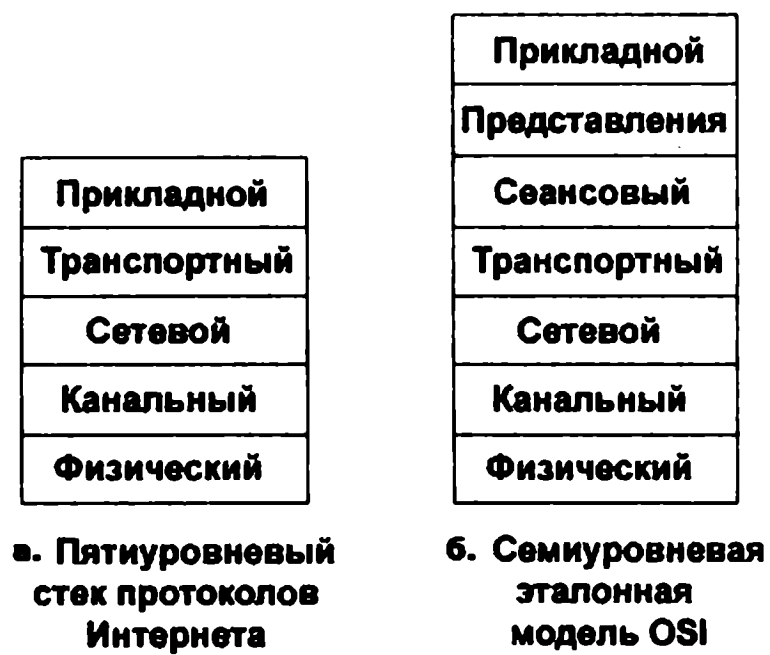 Прикладной
Транспортный
Сетевой
Канальный
Физический
а. Пятиуровневый
стек протоколов
Интернета
Прикладной
Представления
Сеансовый
Транспортный
Сетевой
Канальный
Физический
б. Семиуровневая
эталонная
модель OSI